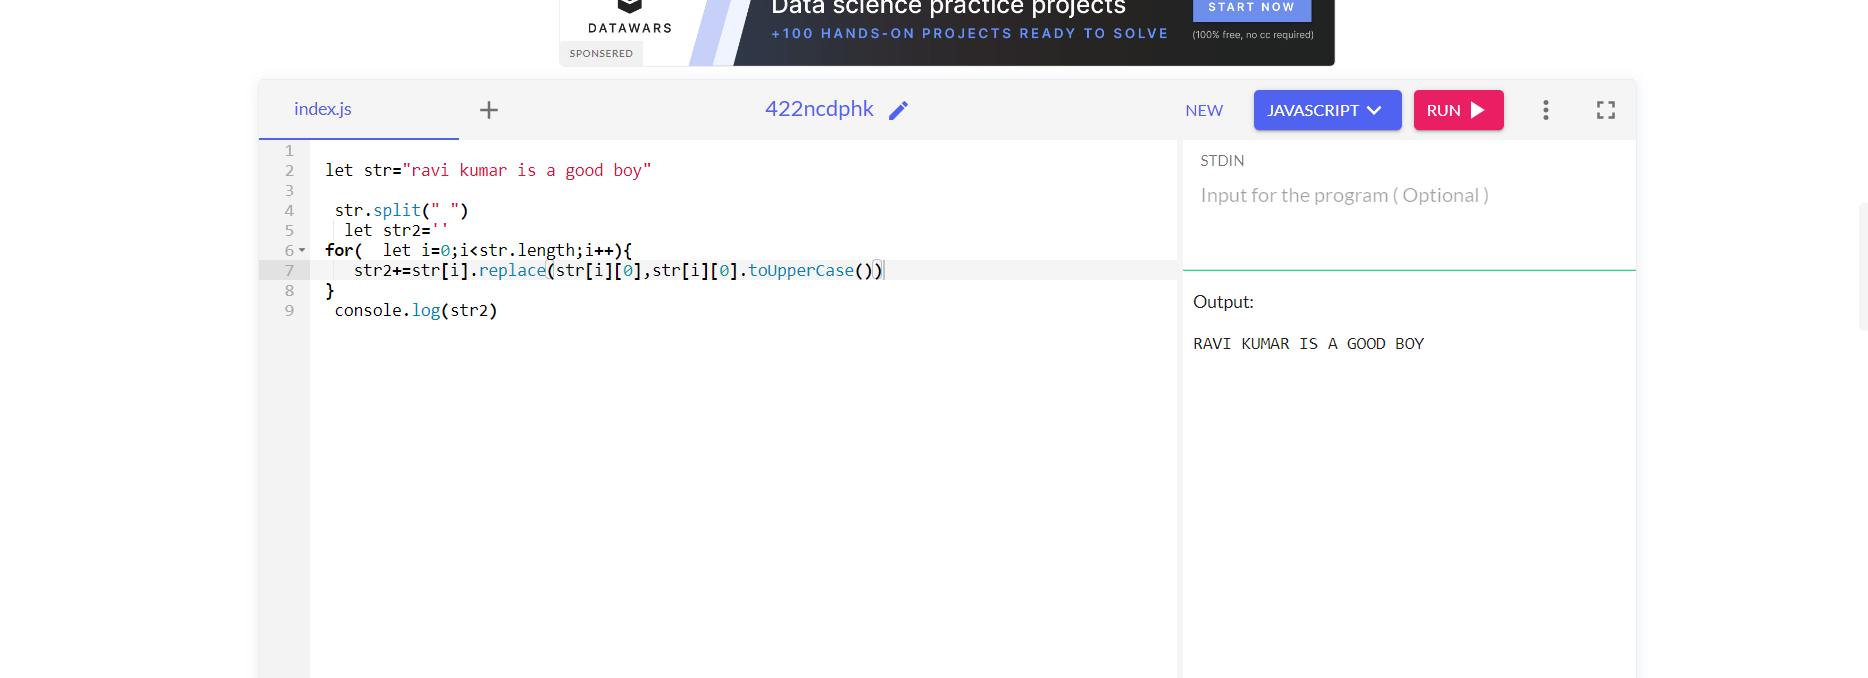 DATAWARS
SPONSERED
Data science practice projects
+100 HANDS-ON PROJECTS READY TO SOLVE
START NOW
(100% free, no cc required)
index.js
+
422ncdphk
NEW
JAVASCRIPT
RUN
1
2 let str="ravi kumar is a good boy"
3
4 str.split(" ")
5 let str2=''
6 for(  let i=0;i<str.length;i++){
7 str2+=str[i].replace(str[i][0],str[i][0].toUpperCase())
8 }
9 console.log(str2)
STDIN
Input for the program ( Optional )
Output:
RAVI KUMAR IS A GOOD BOY